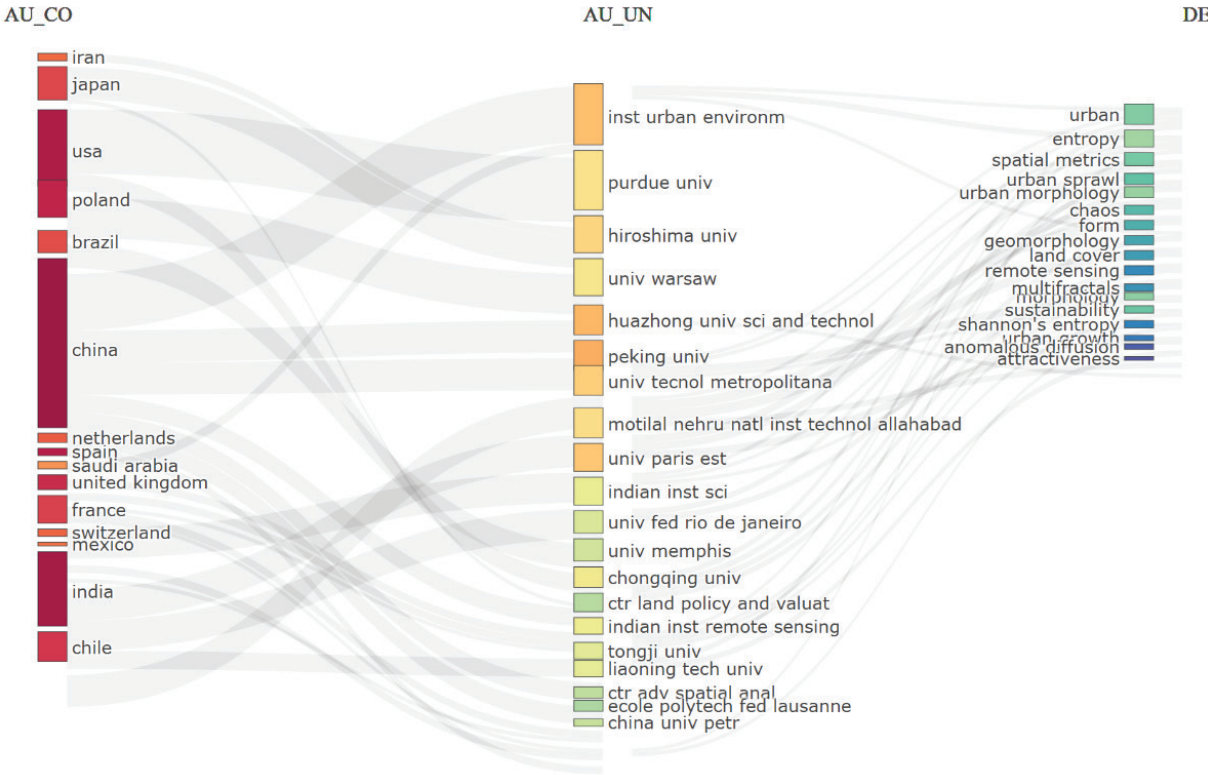 AU_CO
AU_UN
DE
iran
japan
usa
poland
brazil
china
netherlands
spain
saudi arabia
united kingdom
france
switzerland
mexico
india
chile
inst urban environm
purdue univ
hiroshima univ
univ warsaw
huazhong univ sci and technol
peking univ
univ tecnol metropolitana
motilal nehru natl inst technol allahabad
univ paris est
indian inst sci
univ fed rio de janeiro
univ memphis
chongqing univ
ctr land policy and valuat
indian inst remote sensing
tongji univ
liaoning tech univ
ctr adv spatial anal
ecole polytech fed lausanne
china univ petr
urban
entropy
spatial metrics
urban sprawl
urban morphology
chaos
form
geomorphology
land cover
remote sensing
multifractals
morphology
sustainability
shannon's entropy
urban growth
anomalous diffusion
attractiveness